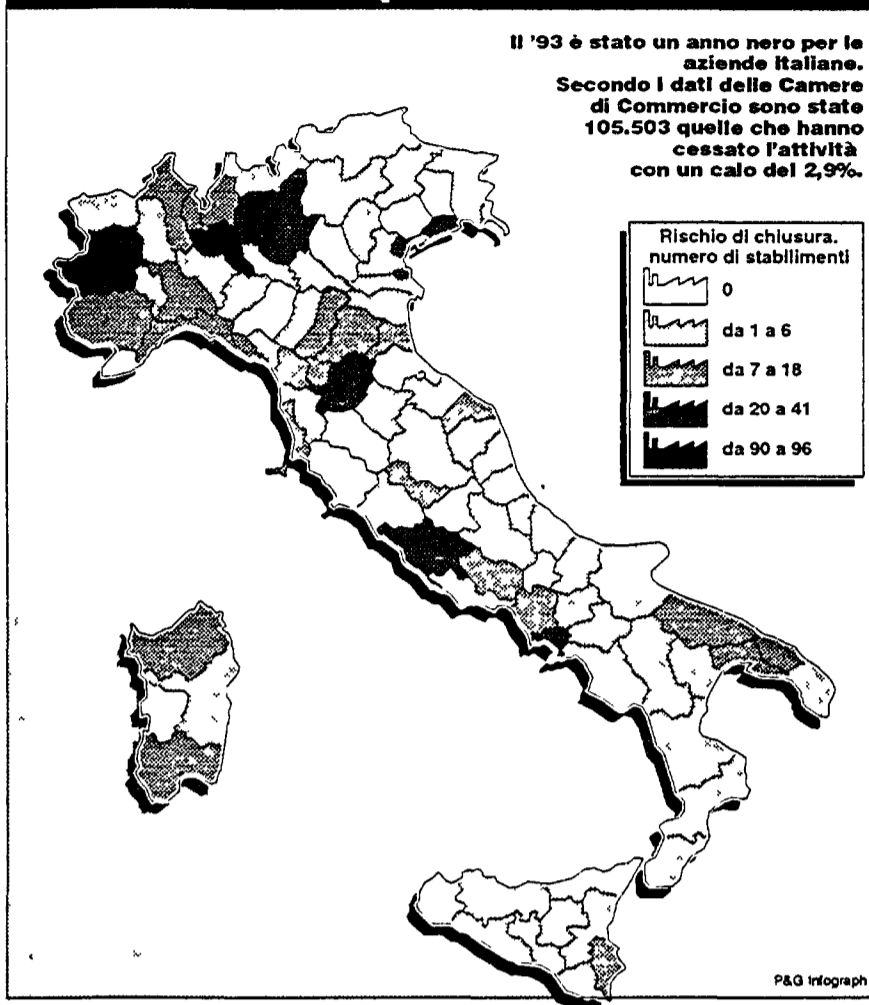 Il '93 è stato un anno nero per le
aziende italiane.
Secondo i dati delle Camere
di Commercio sono state
105.503 quelle che hanno
cessato l'attività
con un calo del 2,9%.
Rischio di chiusura.
numero di stabilimenti
0
da 1 a 6
da 7 a 18
da 20 a 41
da 90 a 96
P&G Infograph